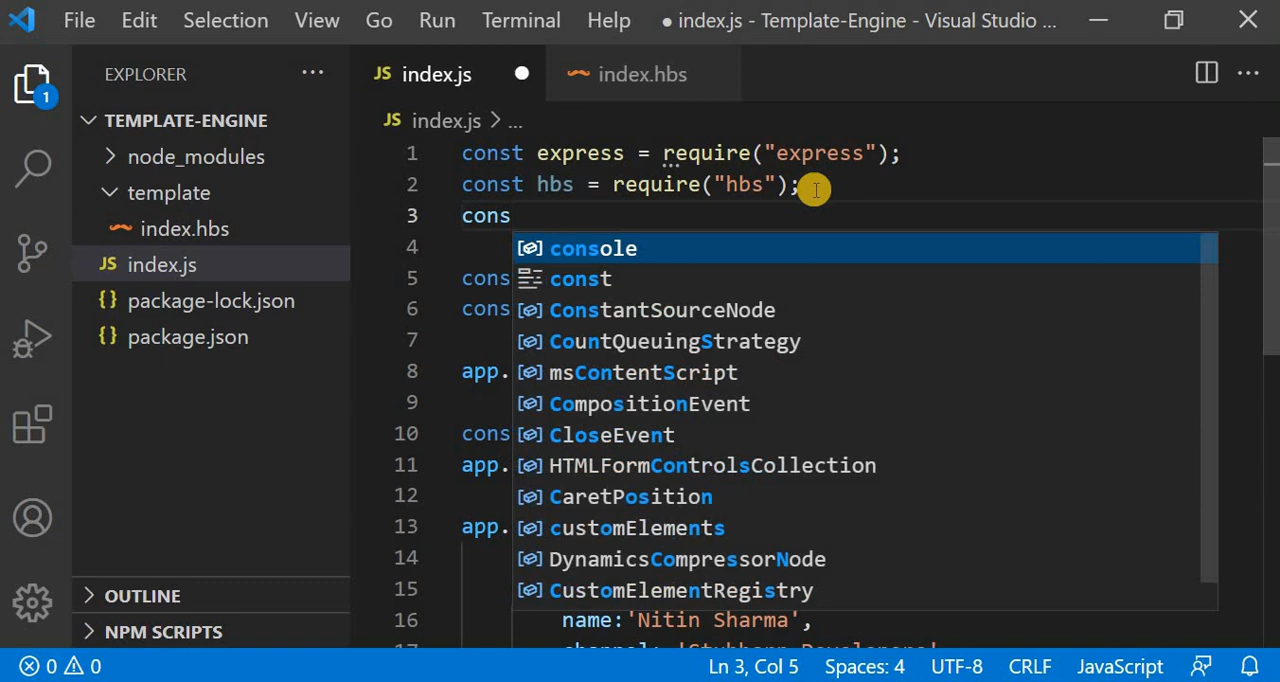 File Edit Selection View Go Run Terminal Help ● index.js - Template-Engine - Visual Studio ...
EXPLORER ...
1
TEMPLATE-ENGINE
node_modules
template
index.hbs
JS index.js
{} package-lock.json
{} package.json
OUTLINE
NPM SCRIPTS
JS index.js ● index.hbs ...
JS index.js > ...
1 const express = require("express");
2 const hbs = require("hbs");
3 cons
4 console
5 cons const
6 cons ConstantSourceNode
7 CountQueuingStrategy
8 app. msContentScript
9 CompositionEvent
10 cons CloseEvent
11 app. HTMLFormControlsCollection
12 CaretPosition
13 app. customElements
14 DynamicsCompressorNode
15 CustomElementRegistry
16 name:'Nitin Sharma',
0 0 Ln 3, Col 5 Spaces: 4 UTF-8 CRLF JavaScript